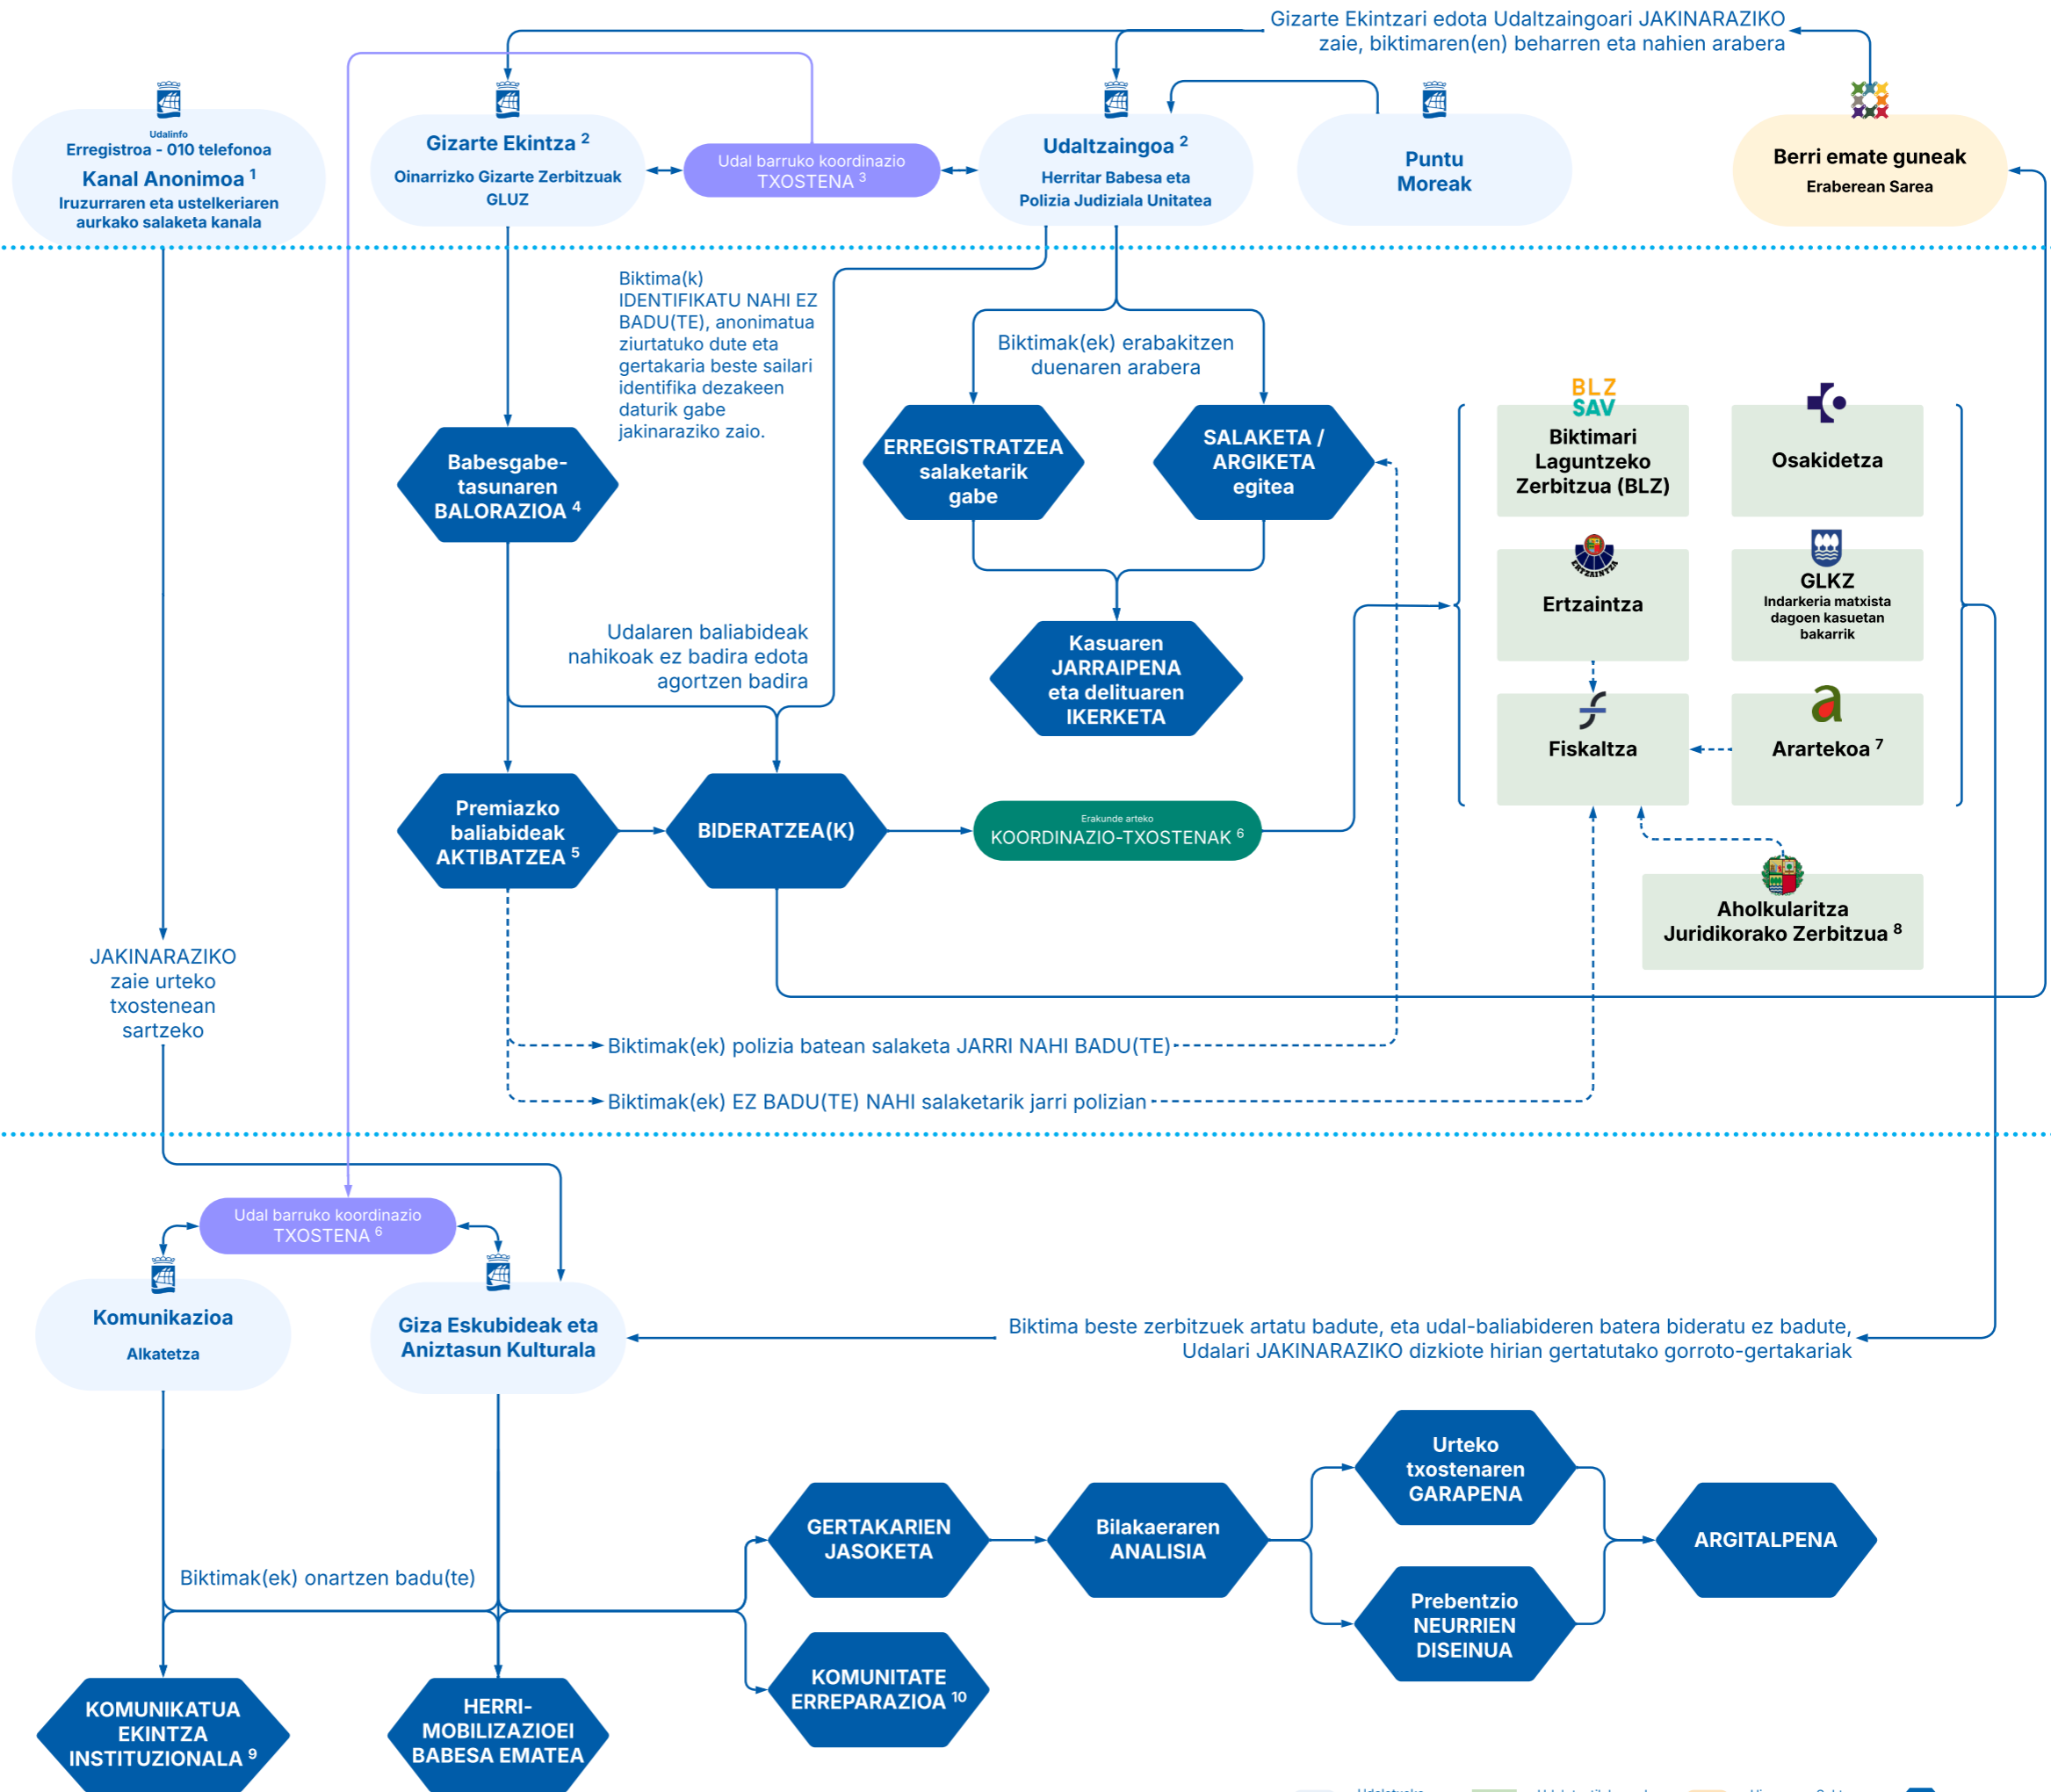 Gizarte Ekintzari edota Udaltzaingoari JAKINARAZIKO
zaie, biktimaren(en) beharren eta nahien arabera
Udalinfo
Erregistroa - 010 telefonoa
Kanal Anonimoa 1
Iruzurraren eta ustelkeriaren
aurkako salaketa kanala
Gizarte Ekintza 2
Oinarrizko Gizarte Zerbitzuak
GLUZ
Udal barruko koordinazio
TXOSTENA 3
Udaltzaingoa 2
Herritar Babesa eta
Polizia Judiziala Unitatea
Puntu
Moreak
Berri emate guneak
Eraberean Sarea
Biktima(k)
IDENTIFIKATU NAHI EZ
BADU(TE), anonimatua
ziurtatuko dute eta
gertakaria beste sailari
identifika dezakeen
daturik gabe
jakinaraziko zaio.
Biktimak(ek) erabakitzen
duenaren arabera
Babesgabe-
tasunaren
BALORAZIOA 4
ERREGISTRATZEA
salaketarik
gabe
SALAKETA /
ARGIKETA
egitea
BLZ
SAV
Biktimari
Laguntzeko
Zerbitzua (BLZ)
Osakidetza
ERTZAINTZA
Ertzaintza
GLKZ
Indarkeria matxista
dagoen kasuetan
bakarrik
Udalaren baliabideak
nahikoak ez badira edota
agortzen badira
Kasuaren
JARRAIPENA
eta delituaren
IKERKETA
Fiskaltza
a
Arartekoa 7
Premiazko
baliabideak
AKTIBATZEA 5
BIDERATZEA(K)
Erakunde arteko
KOORDINAZIO-TXOSTENAK 6
Aholkularitza
Juridikorako Zerbitzua 8
JAKINARAZIKO
zaie urteko
txostenean
sartzeko
Biktimak(ek) polizia batean salaketa JARRI NAHI BADU(TE)
Biktimak(ek) EZ BADU(TE) NAHI salaketarik jarri polizian
Udal barruko koordinazio
TXOSTENA 6
Komunikazioa
Alkatetza
Giza Eskubideak eta
Aniztasun Kulturala
Biktima beste zerbitzuek artatu badute, eta udal-baliabideren batera bideratu ez badute,
Udalari JAKINARAZIKO dizkiote hirian gertatutako gorroto-gertakariak
Urteko
txostenaren
GARAPENA
GERTAKARIEN
JASOKETA
Bilakaeraren
ANALISIA
ARGITALPENA
Biktimak(ek) onartzen badu(te)
Prebentzio
NEURRIEN
DISEINUA
KOMUNITATE
ERREPARAZIOA 10
KOMUNIKATUA
EKINTZA
INSTITUZIONALA 9
HERRI-
MOBILIZAZIOEI
BABESA EMATEA